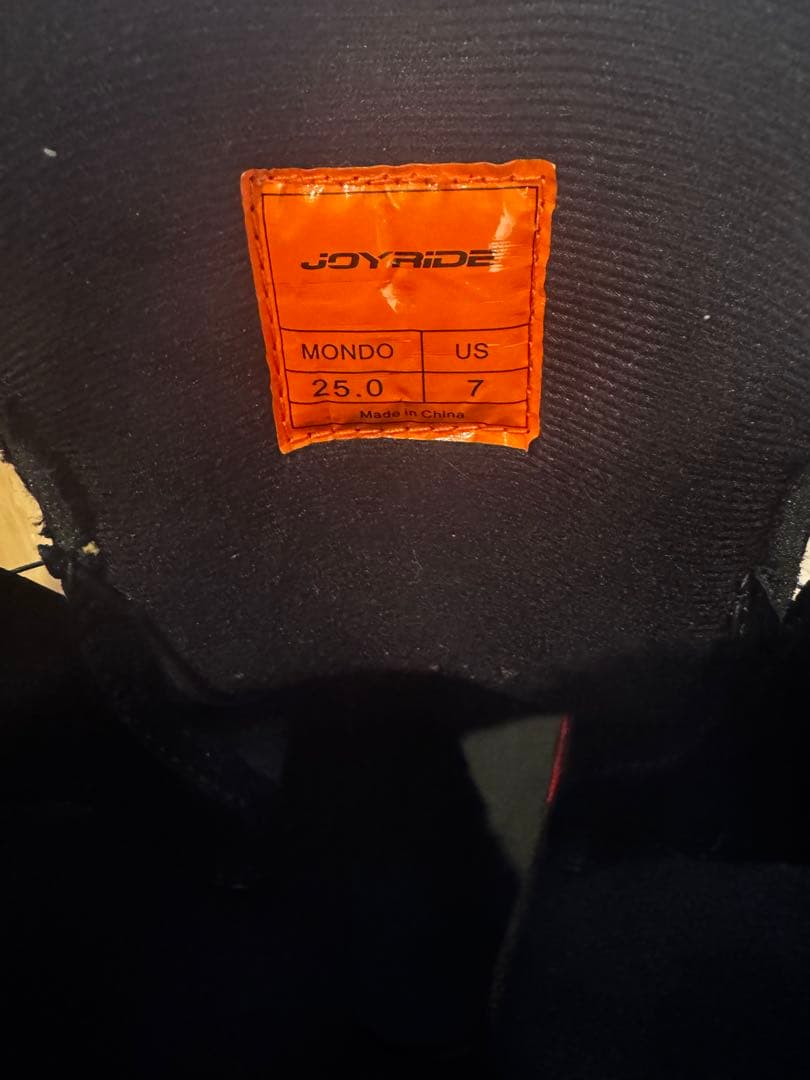 JOYRIDE
MONDO US
25.0 7
Made in China